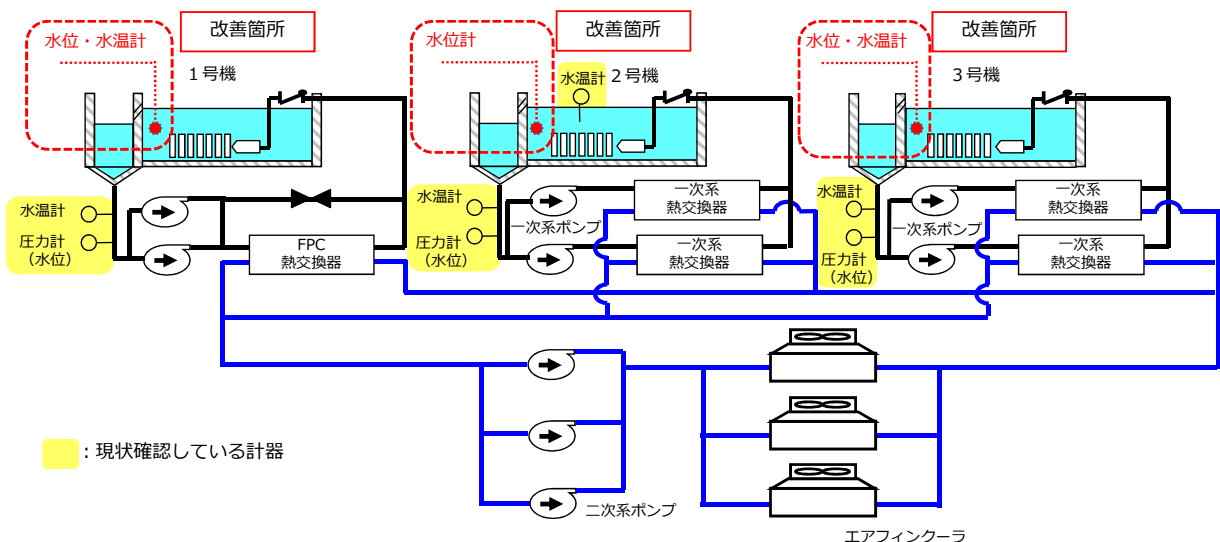 改善箇所
水位・水温計
1号機
改善箇所
水位計
水温計
2号機
改善箇所
水位・水温計
3号機
水温計
圧力計
(水位)
FPC
熱交換器
水温計
圧力計
(水位)
一次系ポンプ
一次系
熱交換器
一次系
熱交換器
水温計
圧力計
(水位)
一次系ポンプ
一次系
熱交換器
一次系
熱交換器
:現状確認している計器
二次系ポンプ
エアフィンクーラ